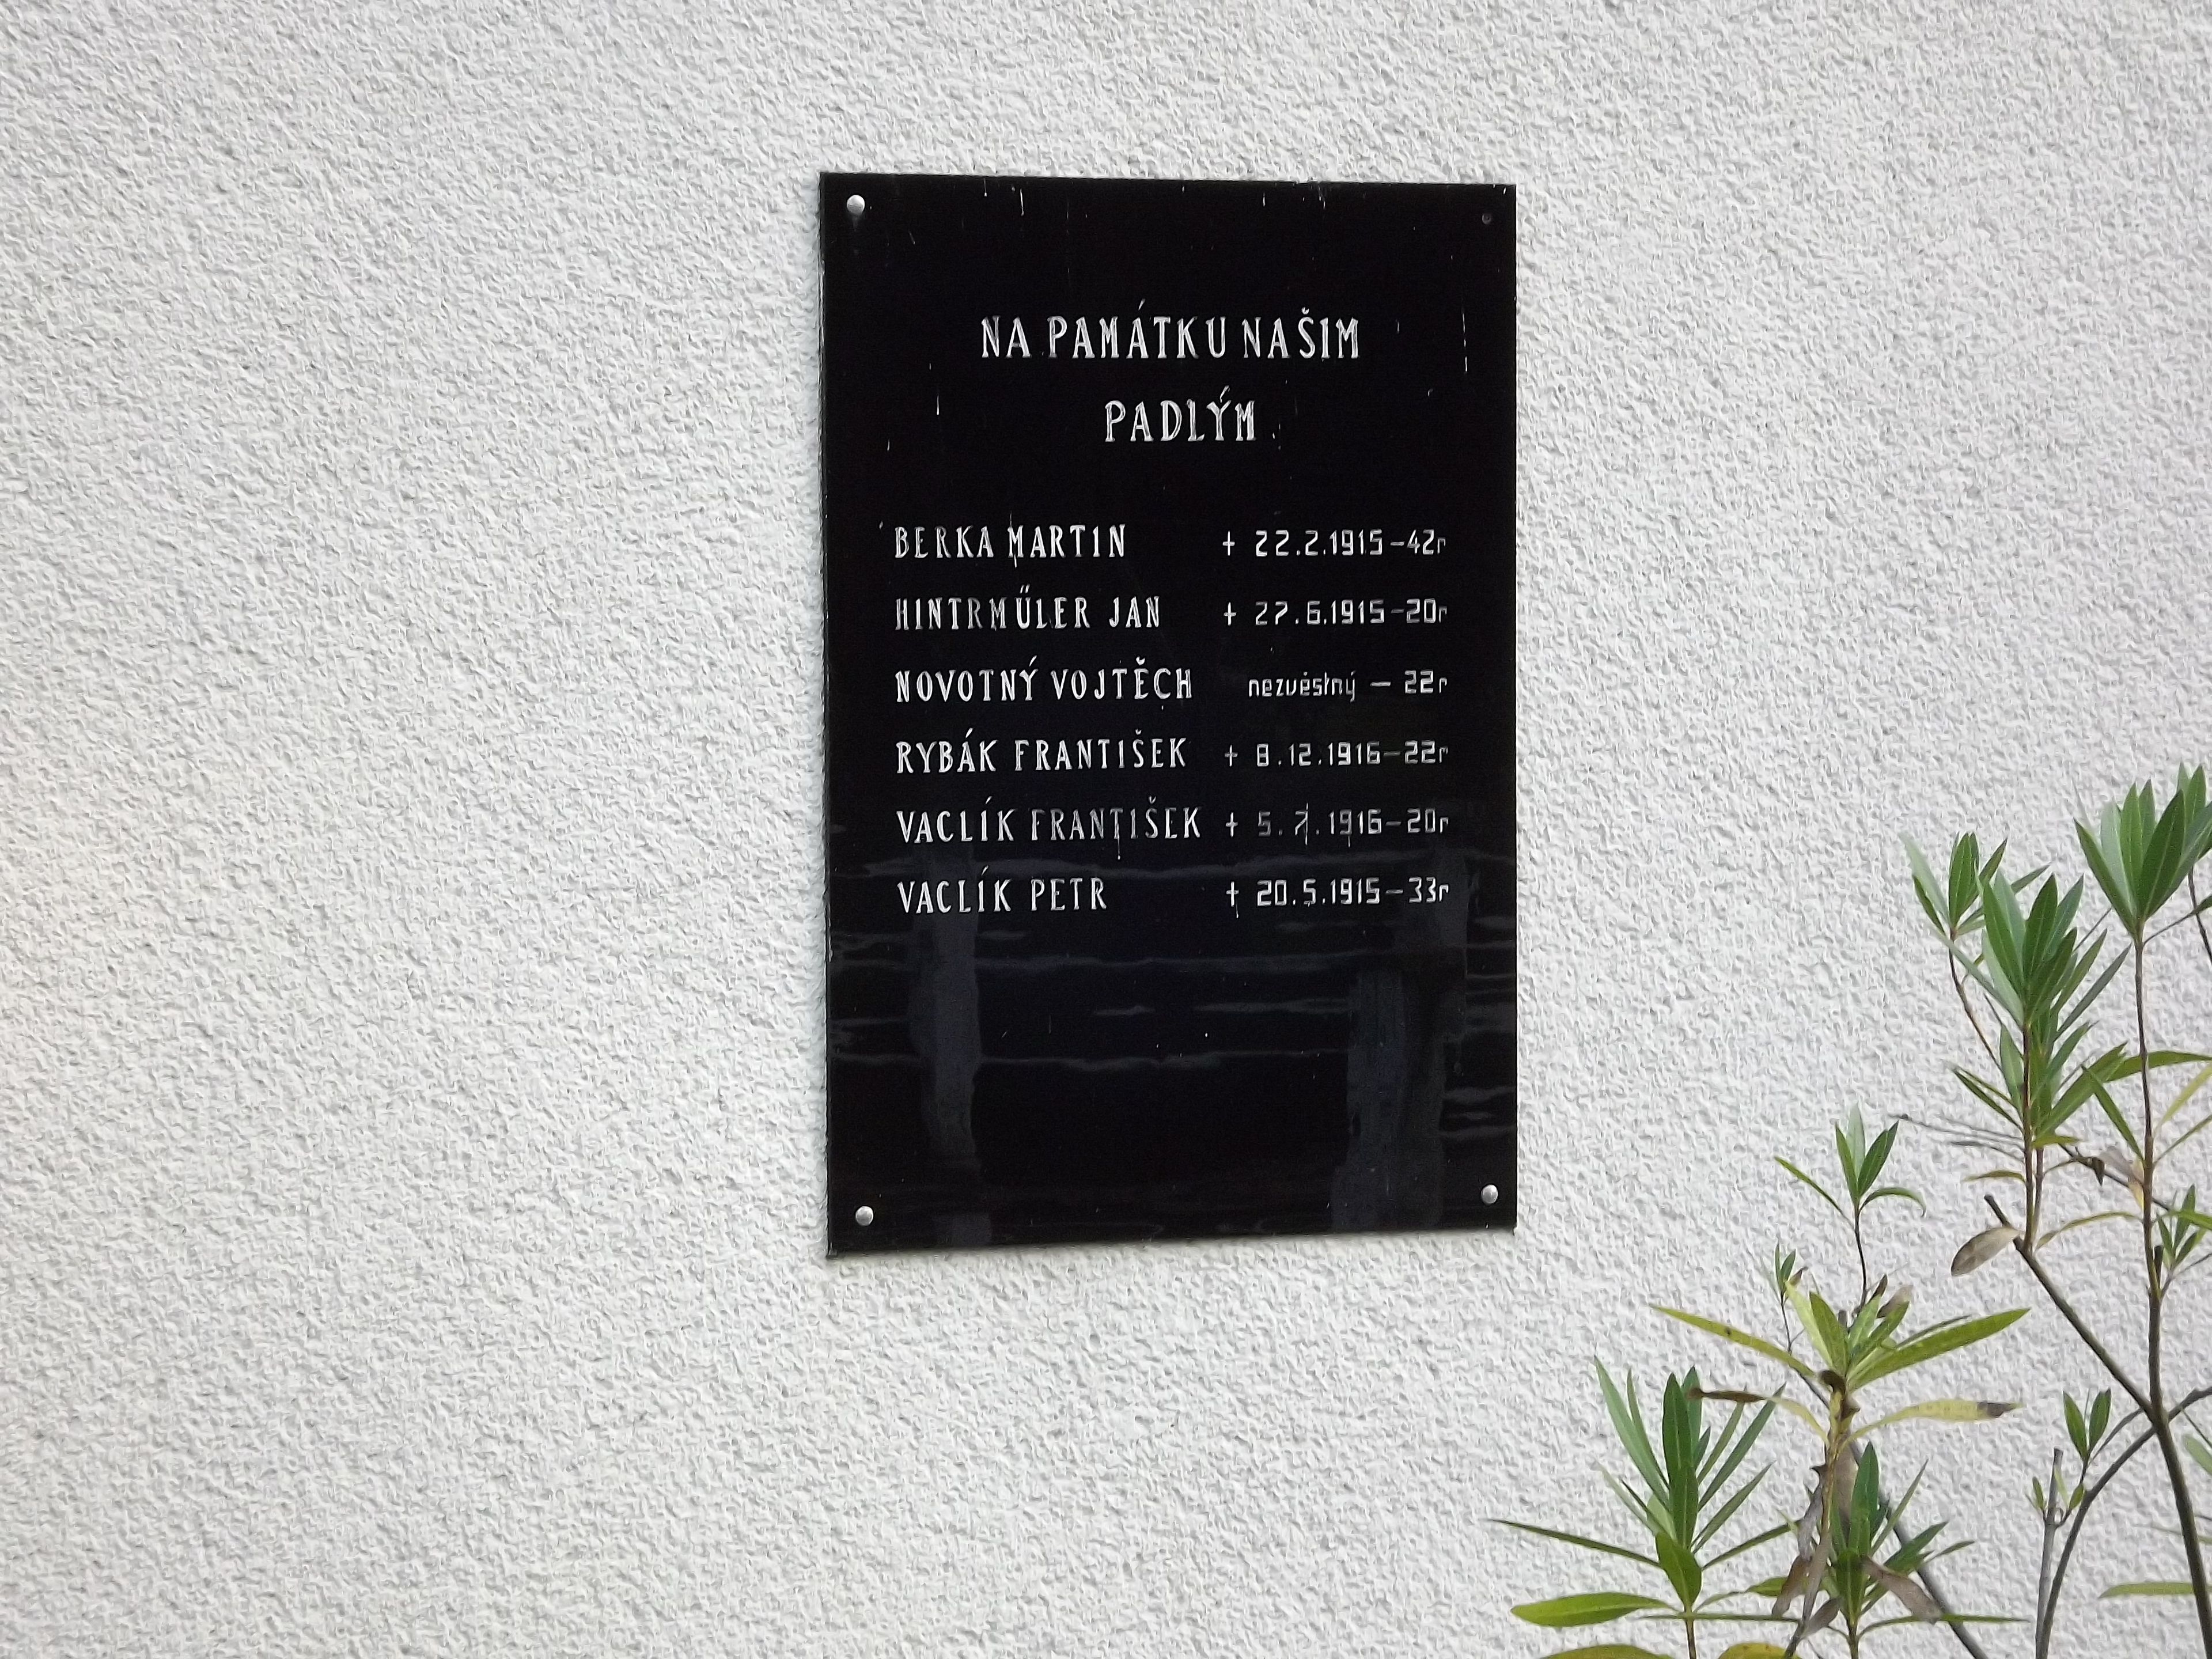 NA PAMÁTKU NAŠIM
PADLÝM
BERKA MARTIN + 22.2.1915-42r
HINTRMŰLER JAN + 27.6.1915-20r
NOVOTNÝ VOJTĚCH nezvěstný - 22r
RYBÁK FRANTIŠEK + 8.12.1916-22r
VACLÍK FRANTIŠEK + 5.7.1916-20r
VACLÍK PETR + 20.5.1915-33r